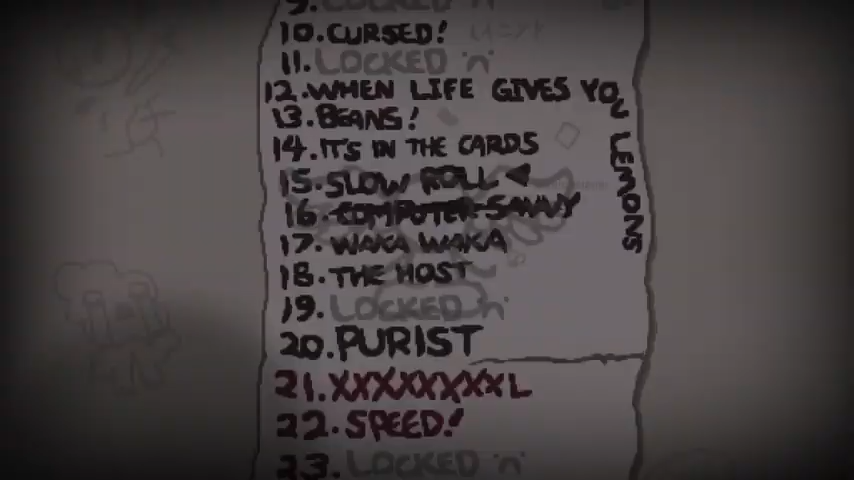 9. LOCKED 'n'
10. CURSED!
11. LOCKED 'n'
12. WHEN LIFE GIVES YOU LEMONS
13. BEANS!
14. IT'S IN THE CARDS
15. SLOW ROLL
16. COMPUTER SAVVY
17. WAKA WAKA
18. THE HOST
19. LOCKED 'n'
20. PURIST
21. XXXXXXXXL
22. SPEED!
23. LOCKED 'n'